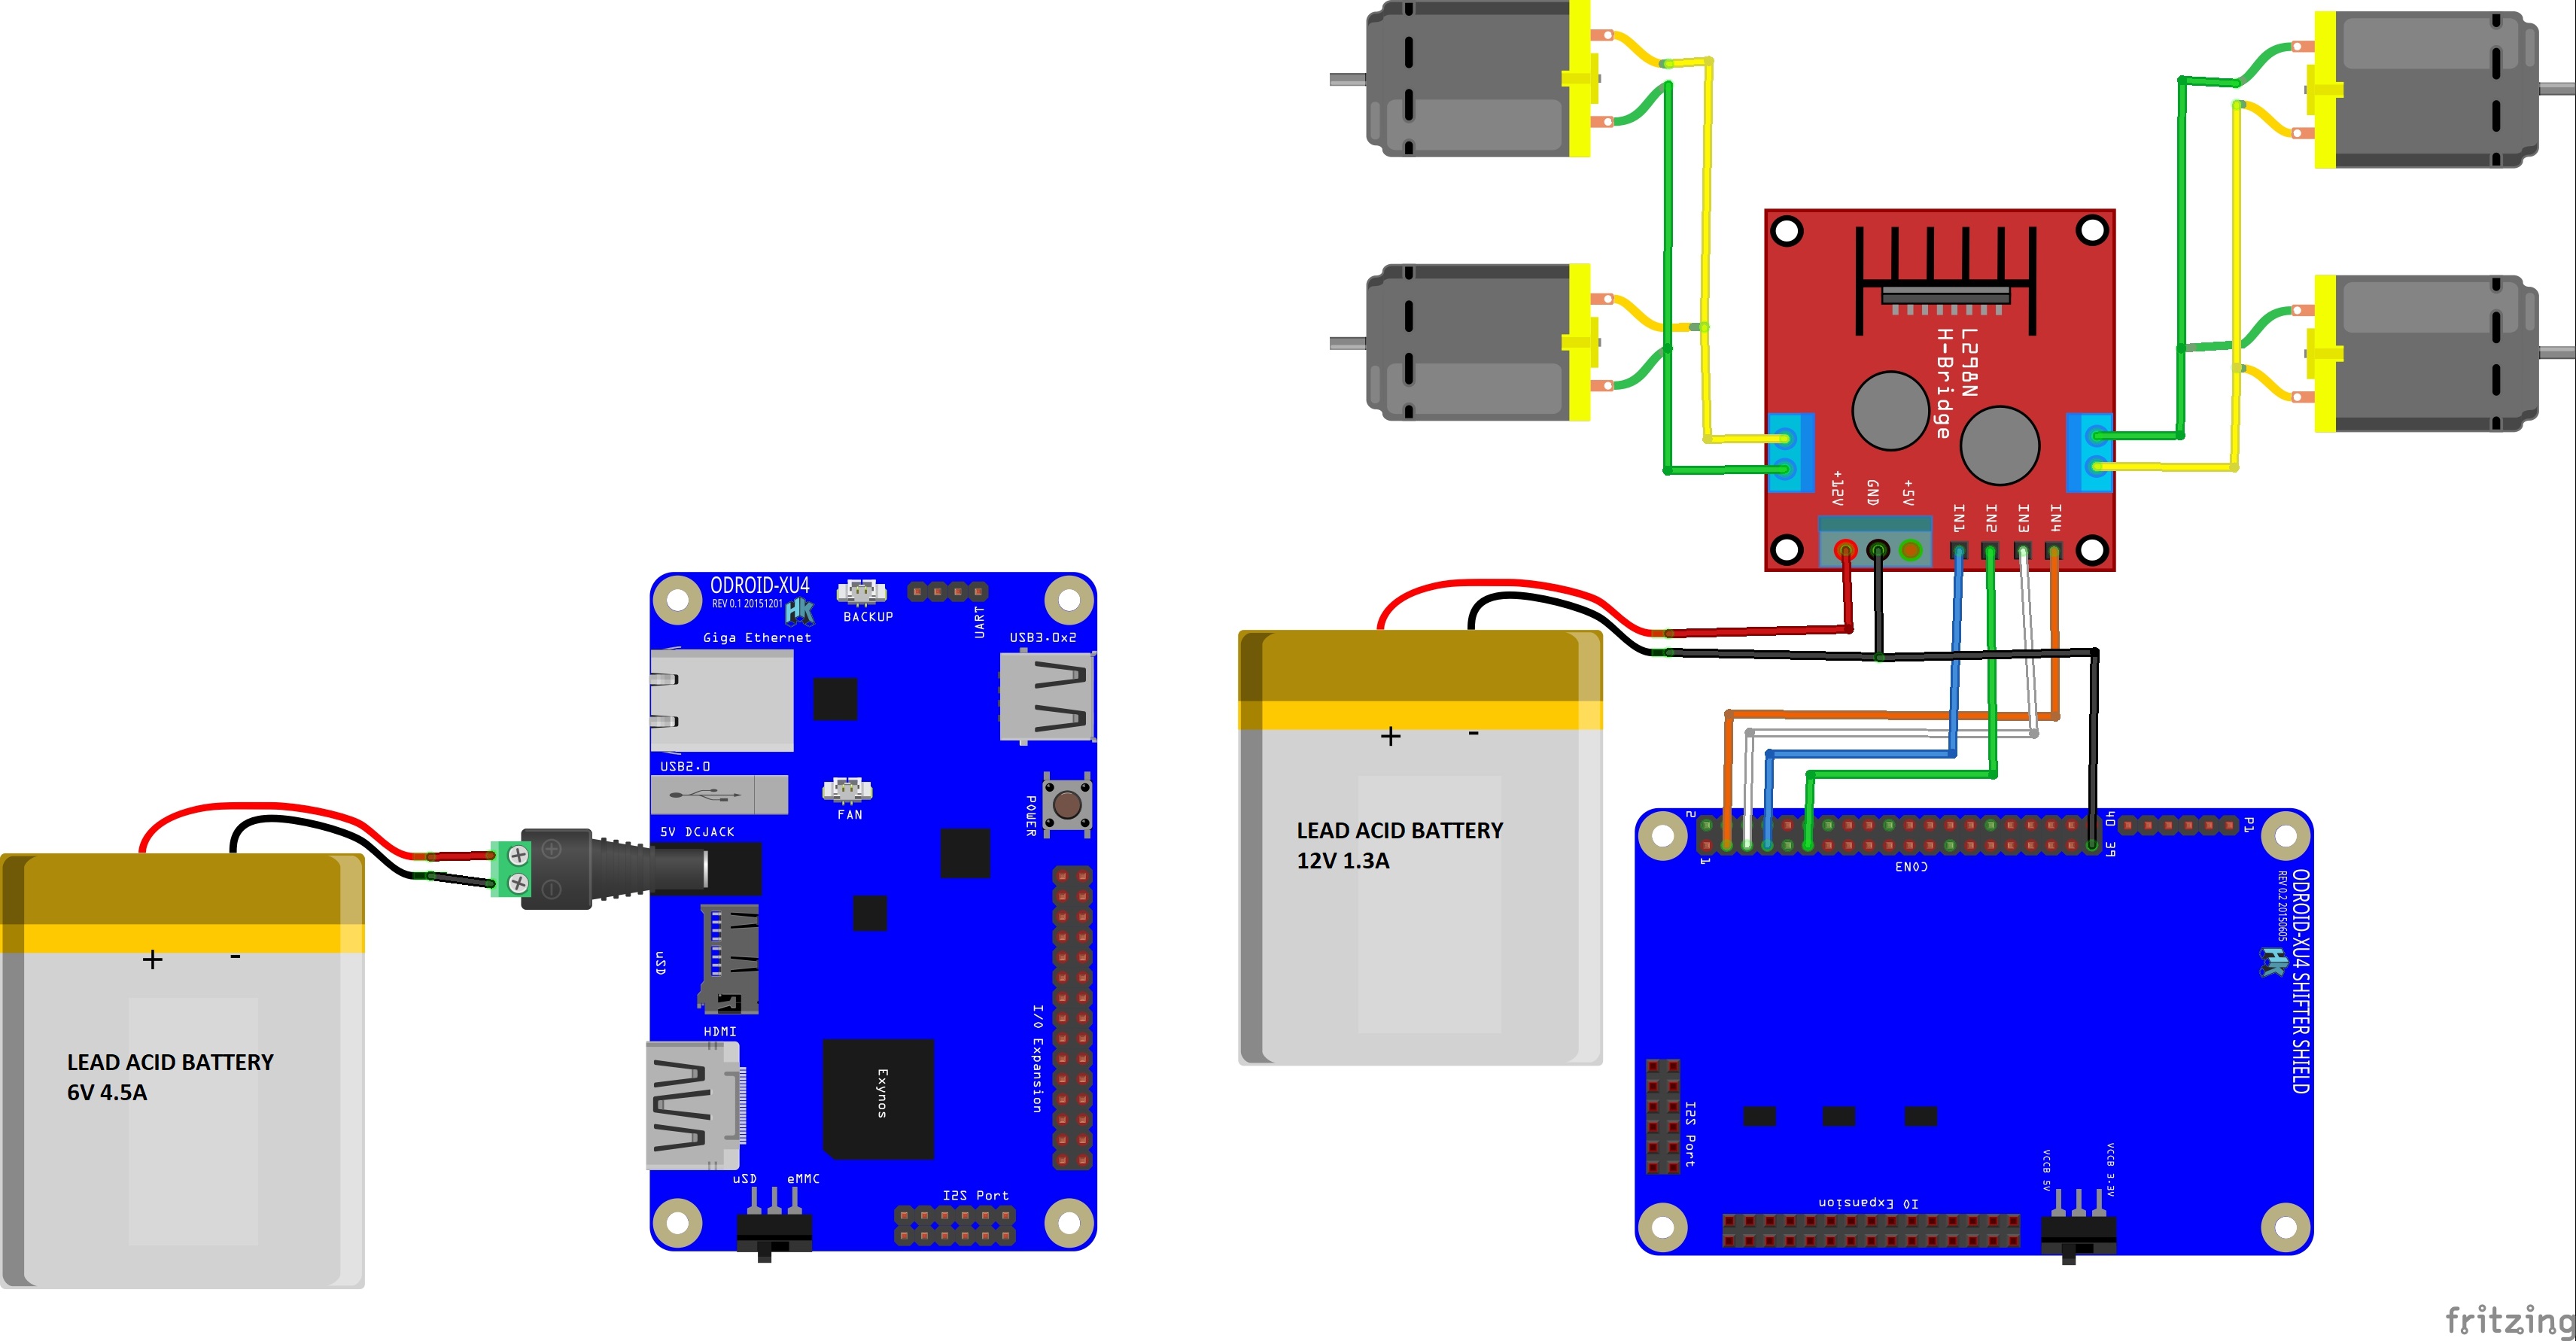 L298N
H-Bridge
+12V
GND
+5V
IN1
IN2
IN3
IN4
ODROID-XU4
REV 0.1 20151201
HK
BACKUP
UART
Giga Ethernet
USB3.0x2
USB2.0
FAN
POWER
5V DCJACK
uSD
HDMI
I/O Expansion
Exynos
uSD
eMMC
I2S Port
+
-
LEAD ACID BATTERY
6V 4.5A
+
-
LEAD ACID BATTERY
12V 1.3A
2
40
P1
1
39
CON3
ODROID-XU4 SHIFTER SHIELD
REV 0.2 20150605
HK
I2S Port
IO Expansion
VCCB 5V
VCCB 3.3V
fritzing